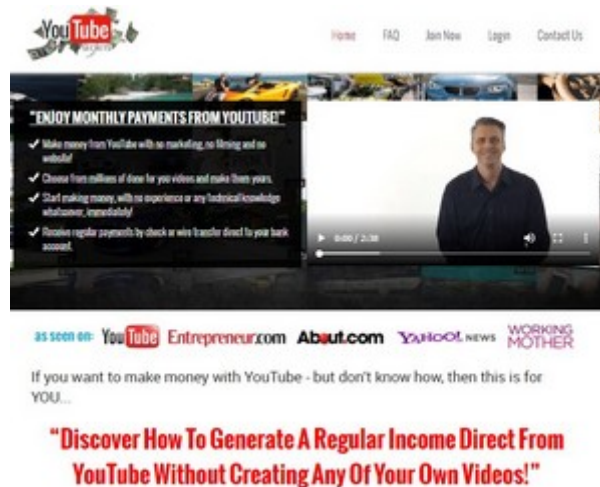 YouTube
SECRETS
Home FAQ Join Now Login Contact Us
"ENJOY MONTHLY PAYMENTS FROM YOUTUBE!"
Make money from YouTube with no marketing, no filming and no
website!
Choose from millions of done for you videos and make them yours.
Start making money, with no experience or any technical knowledge
whatsoever, immediately!
Receive regular payments by check or wire transfer direct to your bank
account.
0:00 / 2:30
as seen on: YouTube Entrepreneur.com About.com YAHOO! NEWS WORKING
MOTHER
If you want to make money with YouTube - but don't know how, then this is for
YOU...
"Discover How To Generate A Regular Income Direct From
YouTube Without Creating Any Of Your Own Videos!"